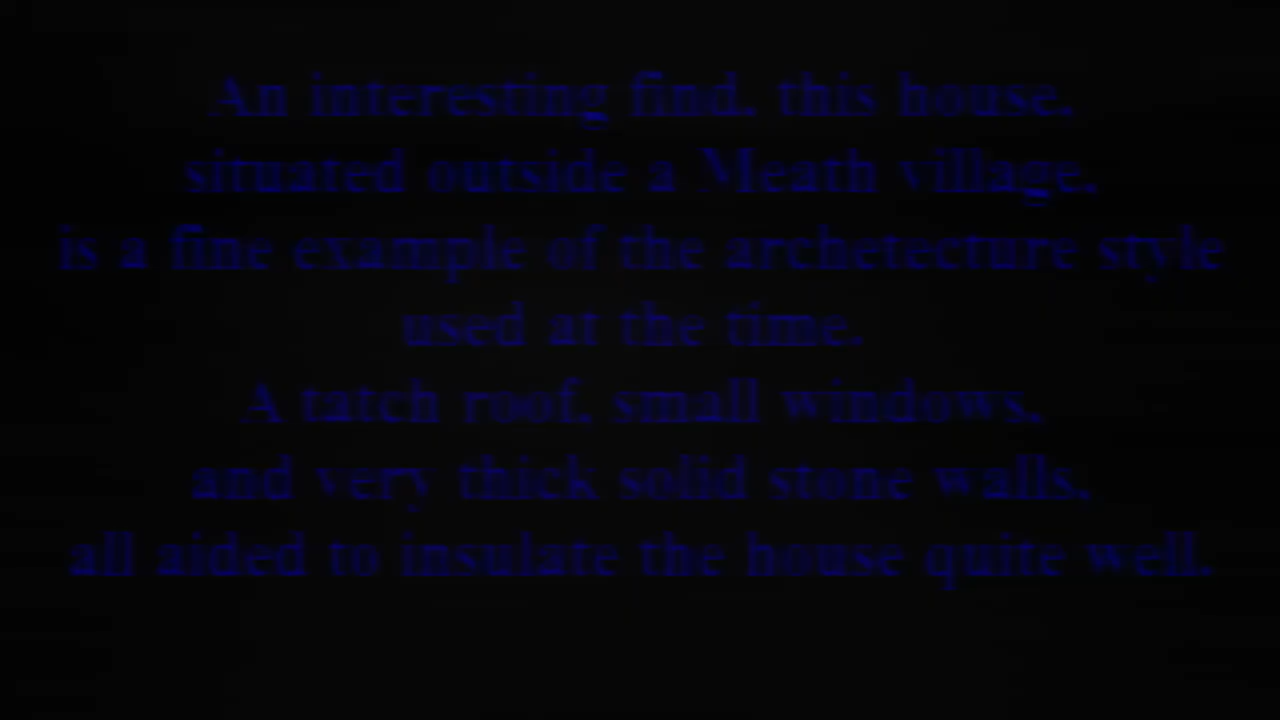 An interesting find, this house,
situated outside a Meath village,
is a fine example of the archetecture style
used at the time.
A tatch roof, small windows,
and very thick solid stone walls,
all aided to insulate the house quite well.